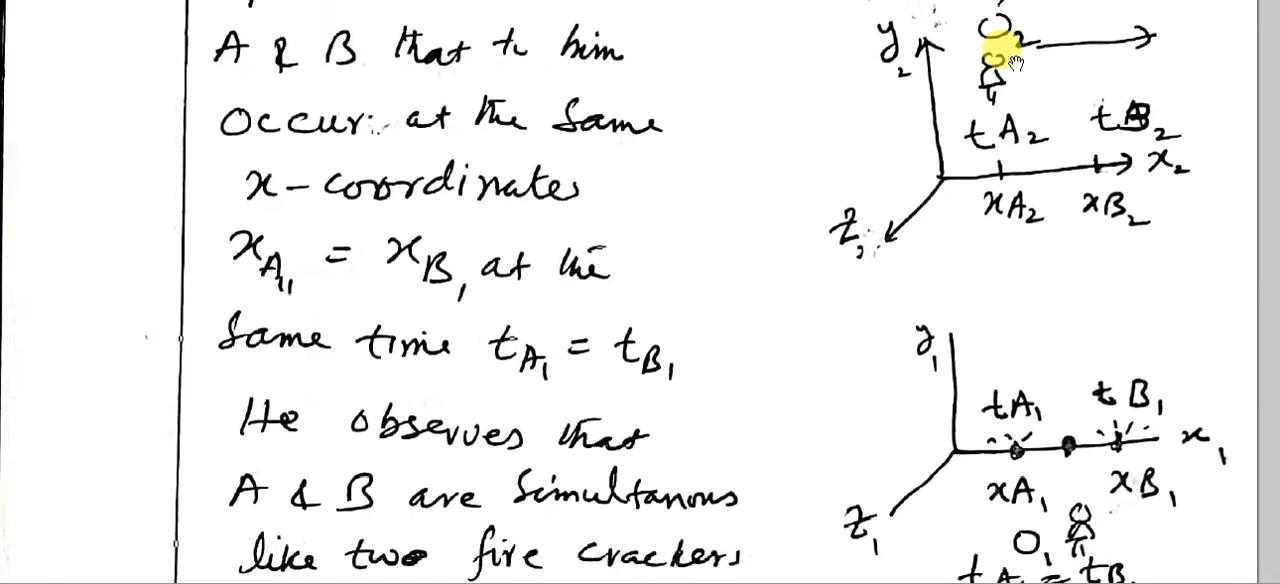 A & B that to him
occur at the same
x-coordinates
xA₁ = xB₁ at the
same time tA₁ = tB₁
He observes that
A & B are simultanous
like two fire crackers
y₂
O₂
tA₂ tB₂
x₂
xA₂ xB₂
Z₂
y₁
tA₁ tB₁
x₁
xA₁ xB₁
Z₁
O₁
tA₁ = tB₁